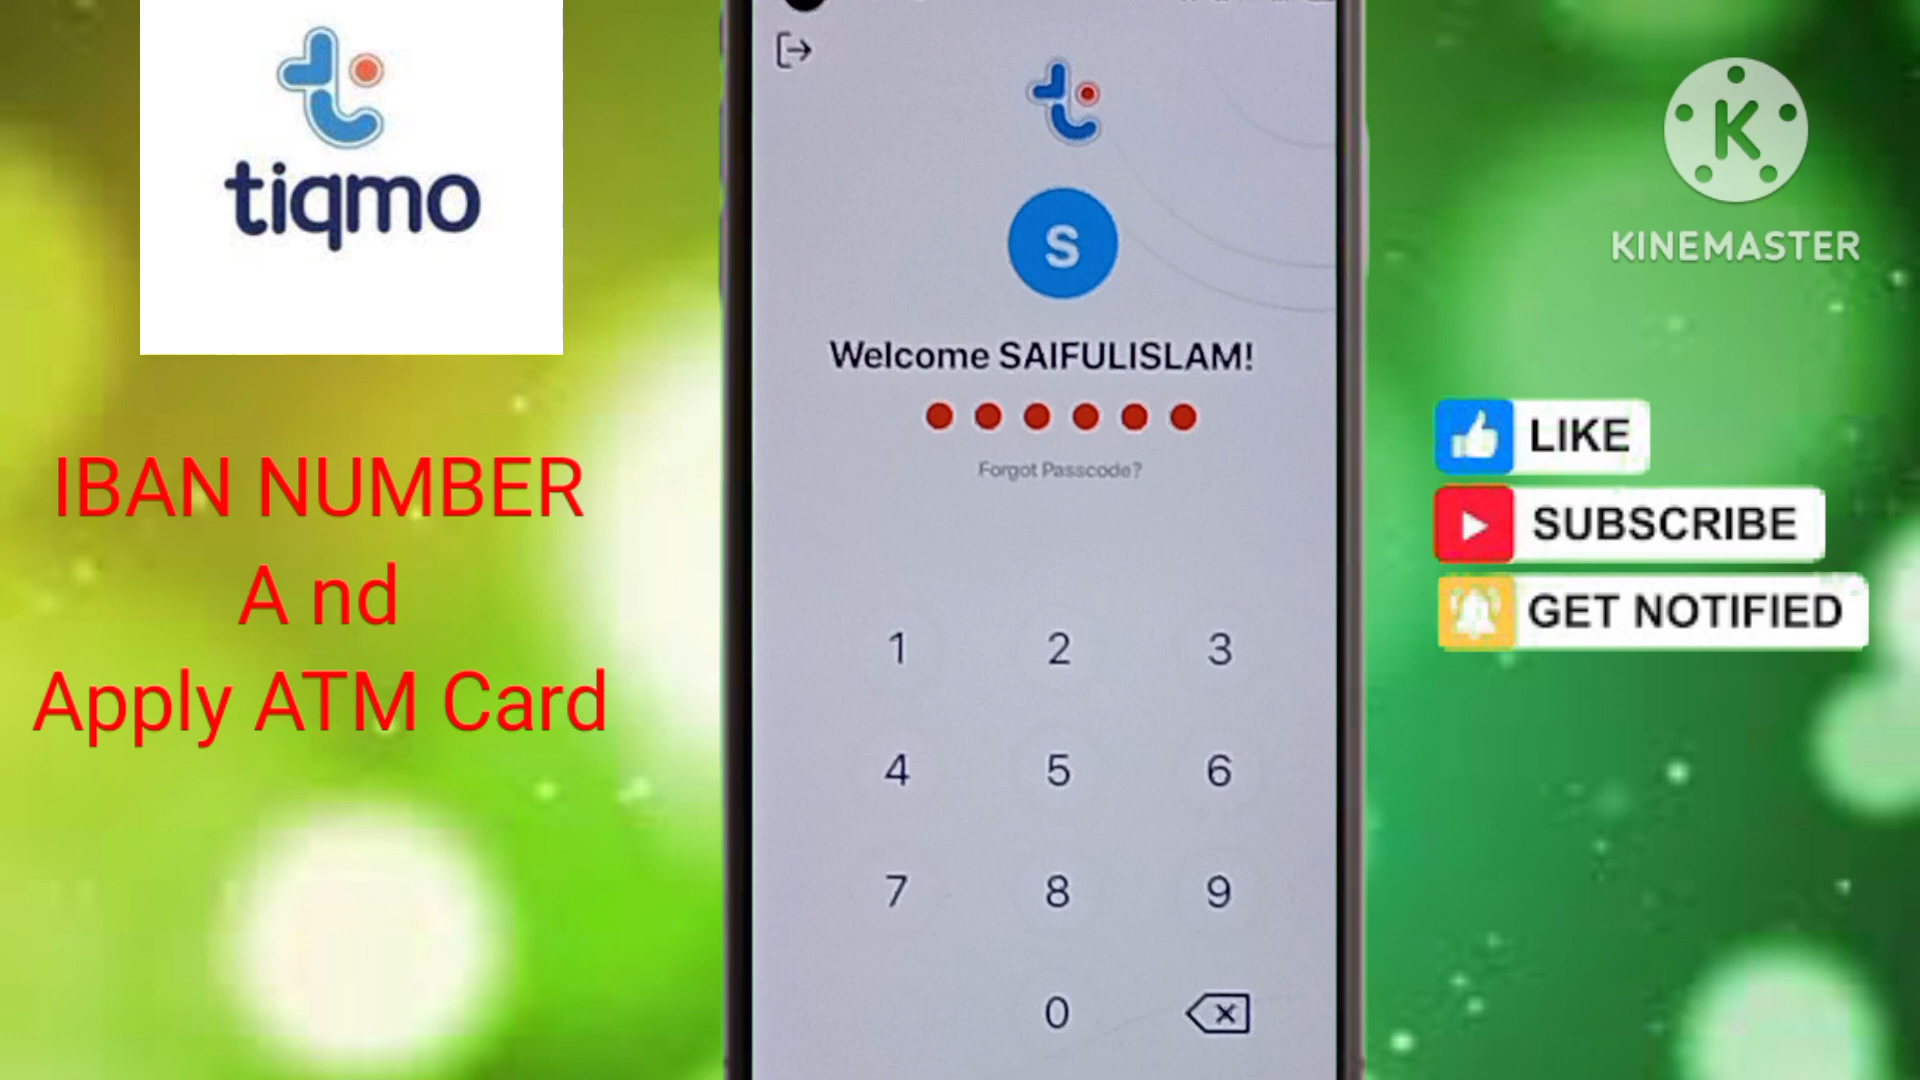 tiqmo
IBAN NUMBER
A nd
Apply ATM Card
S
Welcome SAIFULISLAM!
Forgot Passcode?
1 2 3
4 5 6
7 8 9
0
K
KINEMASTER
LIKE
SUBSCRIBE
GET NOTIFIED